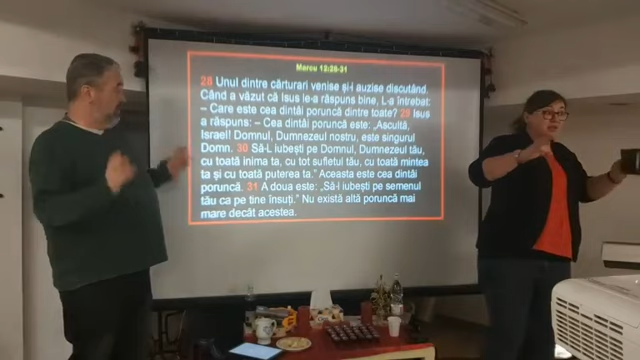 Marcu 12:28-31
28 Unul dintre cărturari venise și-i auzise discutând.
Când a văzut că Isus le-a răspuns bine, L-a întrebat:
– Care este cea dintâi poruncă dintre toate? 29 Isus
a răspuns: – Cea dintâi poruncă este: „Ascultă,
Israel! Domnul, Dumnezeul nostru, este singurul
Domn. 30 Să-L iubești pe Domnul, Dumnezeul tău,
cu toată inima ta, cu tot sufletul tău, cu toată mintea
ta și cu toată puterea ta.” Aceasta este cea dintâi
poruncă. 31 A doua este: „Să-l iubești pe semenul
tău ca pe tine însuți.” Nu există altă poruncă mai
mare decât acestea.